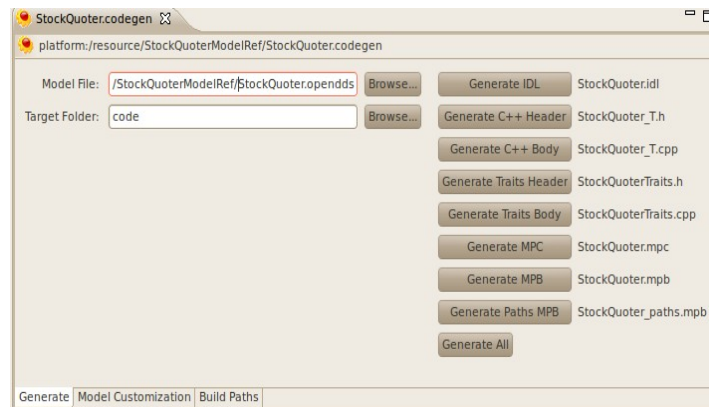 StockQuoter.codegen
platform:/resource/StockQuoterModelRef/StockQuoter.codegen
Model File: /StockQuoterModelRef/StockQuoter.opendds Browse... Generate IDL StockQuoter.idl
Target Folder: code Browse... Generate C++ Header StockQuoter_T.h
Generate C++ Body StockQuoter_T.cpp
Generate Traits Header StockQuoterTraits.h
Generate Traits Body StockQuoterTraits.cpp
Generate MPC StockQuoter.mpc
Generate MPB StockQuoter.mpb
Generate Paths MPB StockQuoter_paths.mpb
Generate All
Generate Model Customization Build Paths